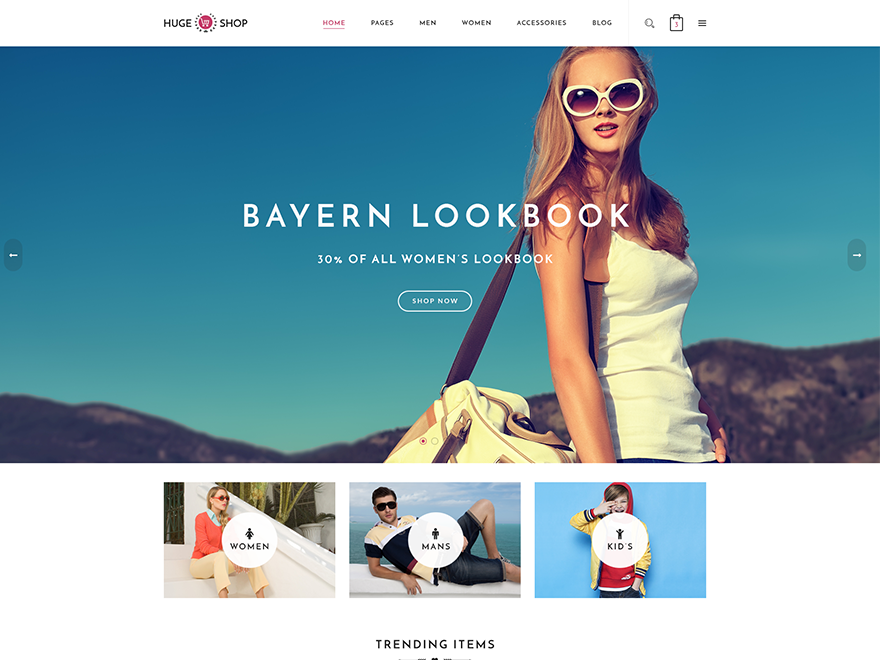 HUGE SHOP
HOME PAGES MEN WOMEN ACCESSORIES BLOG
3
BAYERN LOOKBOOK
30% OF ALL WOMEN'S LOOKBOOK
SHOP NOW
WOMEN
MANS
KID'S
TRENDING ITEMS